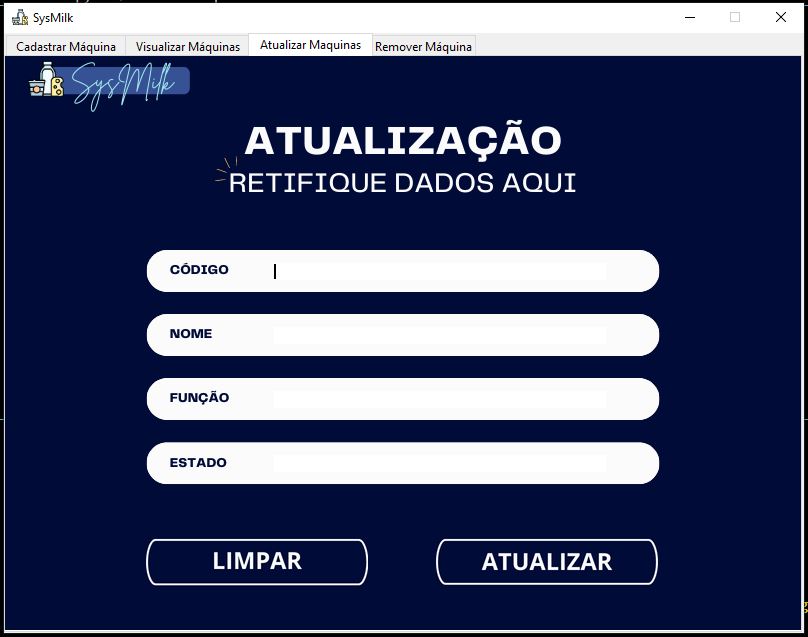 SysMilk
Cadastrar Máquina Visualizar Máquinas Atualizar Maquinas Remover Máquina
SysMilk
ATUALIZAÇÃO
RETIFIQUE DADOS AQUI
CÓDIGO
NOME
FUNÇÃO
ESTADO
LIMPAR ATUALIZAR